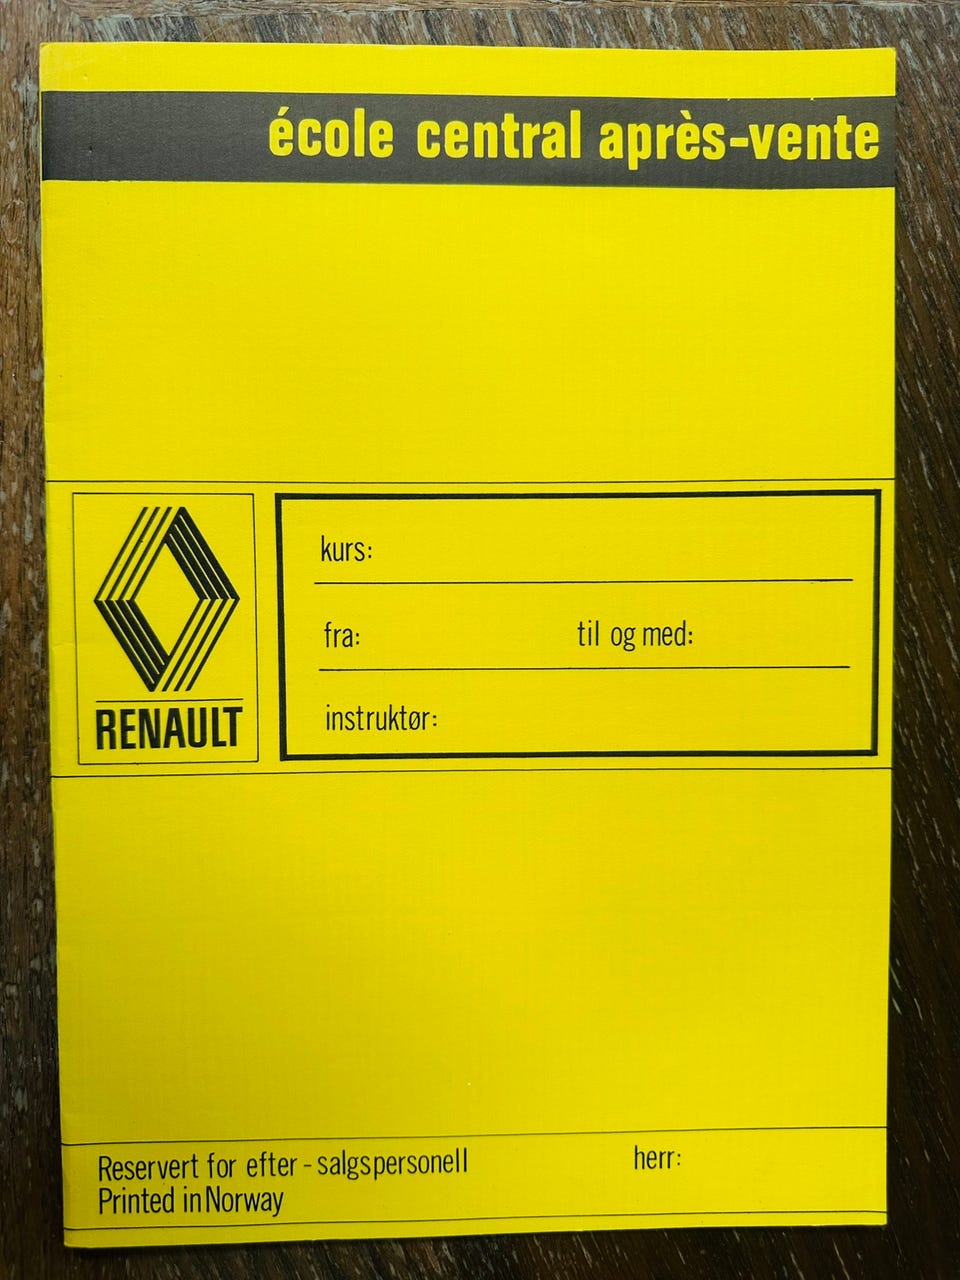 école central après-vente
kurs:
fra: til og med:
instruktør:
RENAULT
Reservert for efter - salgspersonell herr:
Printed in Norway